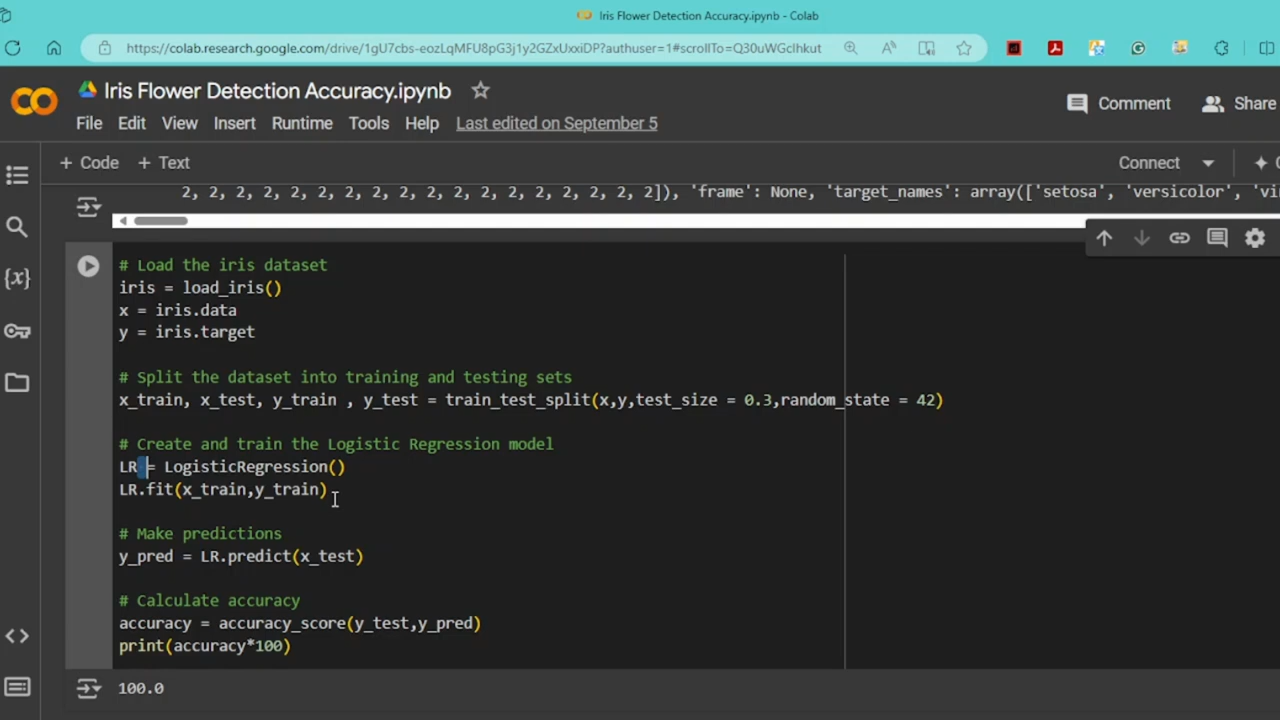 Iris Flower Detection Accuracy.ipynb - Colab
https://colab.research.google.com/drive/1gU7cbs-eozLqMFU8pG3j1y2GZxUxxiDP?authuser=1#scrollTo=Q30uWGclhkut
Iris Flower Detection Accuracy.ipynb
Comment
Share
File Edit View Insert Runtime Tools Help Last edited on September 5
+ Code + Text
Connect
2, 2, 2, 2, 2, 2, 2, 2, 2, 2, 2, 2, 2, 2, 2, 2, 2, 2]), 'frame': None, 'target_names': array(['setosa', 'versicolor', 'vi
# Load the iris dataset
iris = load_iris()
x = iris.data
y = iris.target
# Split the dataset into training and testing sets
x_train, x_test, y_train , y_test = train_test_split(x,y,test_size = 0.3,random_state = 42)
# Create and train the Logistic Regression model
LR = LogisticRegression()
LR.fit(x_train,y_train)
# Make predictions
y_pred = LR.predict(x_test)
# Calculate accuracy
accuracy = accuracy_score(y_test,y_pred)
print(accuracy*100)
100.0